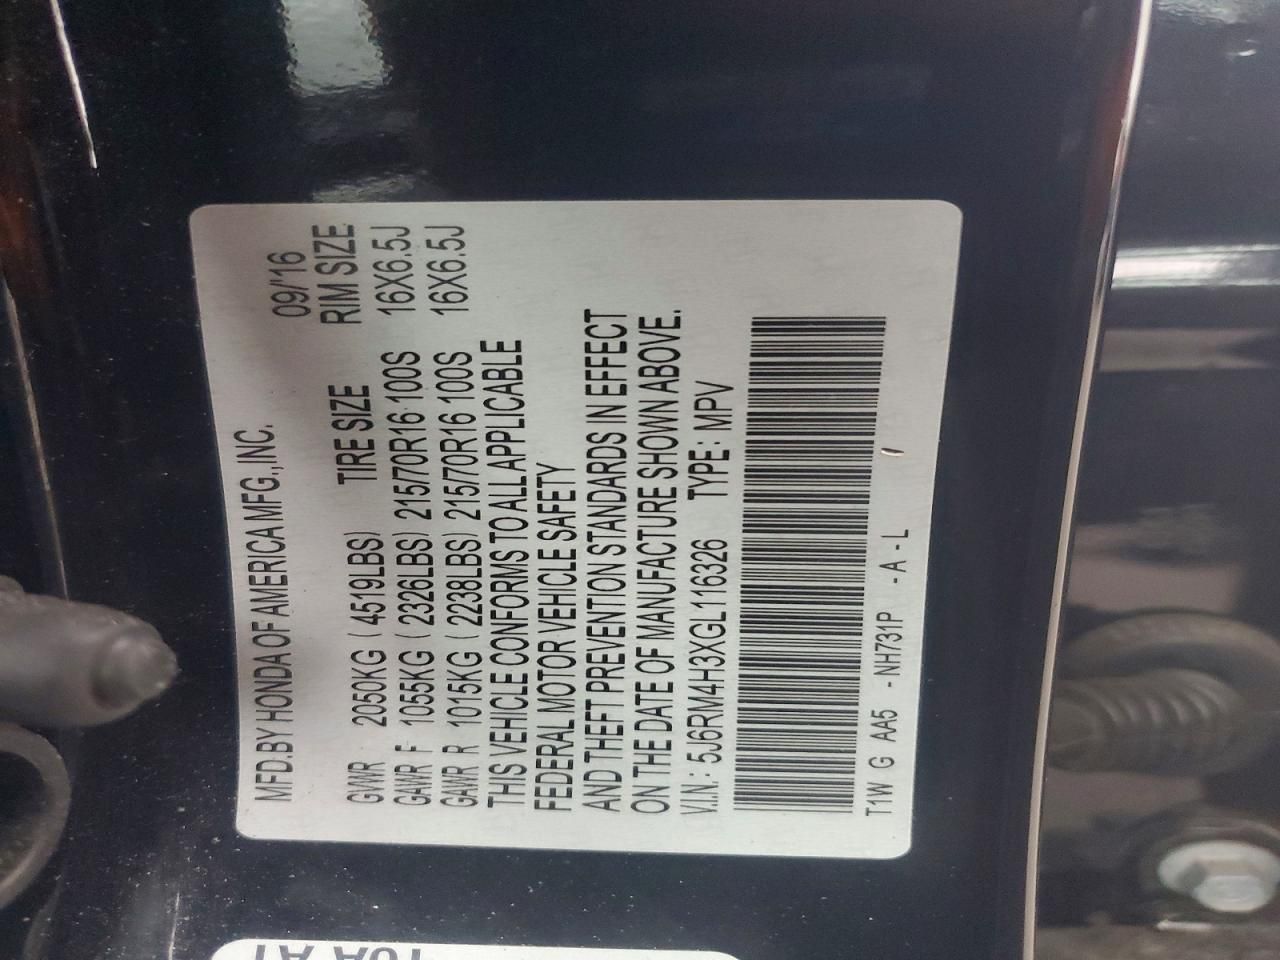 MFD.BY HONDA OF AMERICA MFG.,INC. 09/'16
TIRE SIZE RIM SIZE
GVWR 2050KG ( 4519LBS)
GAWR F 1055KG ( 2326LBS) 215/70R16 100S 16X6.5J
GAWR R 1015KG ( 2238LBS) 215/70R16 100S 16X6.5J
THIS VEHICLE CONFORMS TO ALL APPLICABLE
FEDERAL MOTOR VEHICLE SAFETY
AND THEFT PREVENTION STANDARDS IN EFFECT
ON THE DATE OF MANUFACTURE SHOWN ABOVE.
V.I.N.: 5J6RM4H3XGL116326 TYPE: MPV
T1W G AA5 - NH731P - A - L